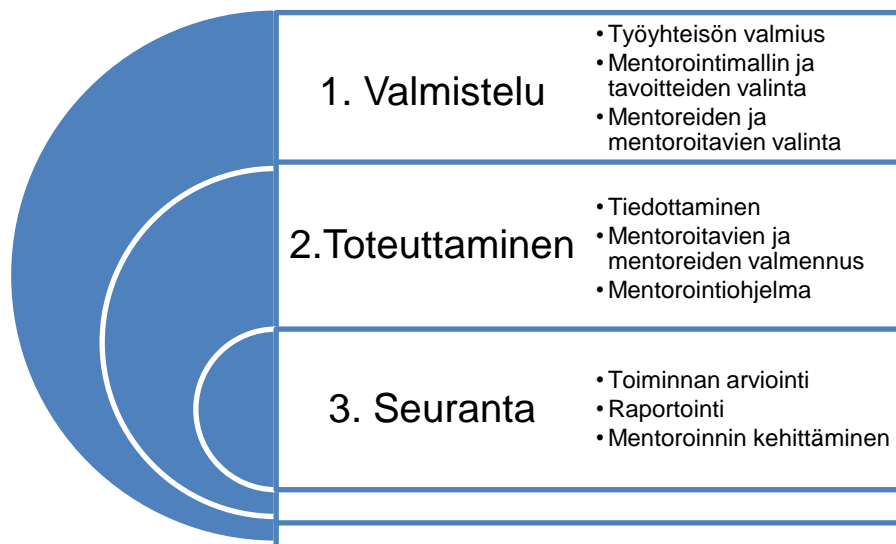 1. Valmistelu
• Työyhteisön valmius
• Mentorointimallin ja
tavoitteiden valinta
• Mentoreiden ja
mentoroitavien valinta
2.Toteuttaminen
• Tiedottaminen
• Mentoroitavien ja
mentoreiden valmennus
• Mentorointiohjelma
3. Seuranta
• Toiminnan arviointi
• Raportointi
• Mentoroinnin kehittäminen